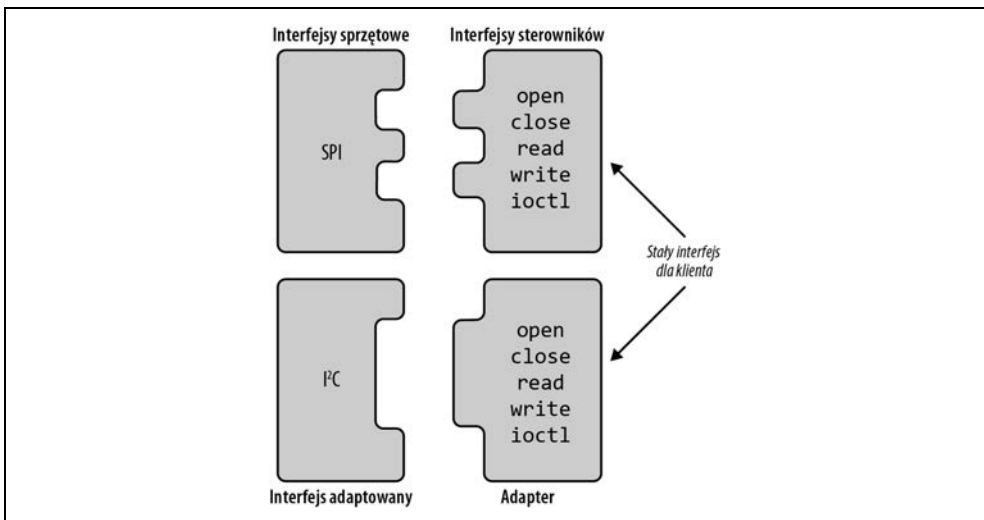 Interfejsy sprzętowe
Interfejsy sterowników
SPI
open
close
read
write
ioctl
Stały interfejs
dla klienta
I²C
open
close
read
write
ioctl
Interfejs adaptowany
Adapter